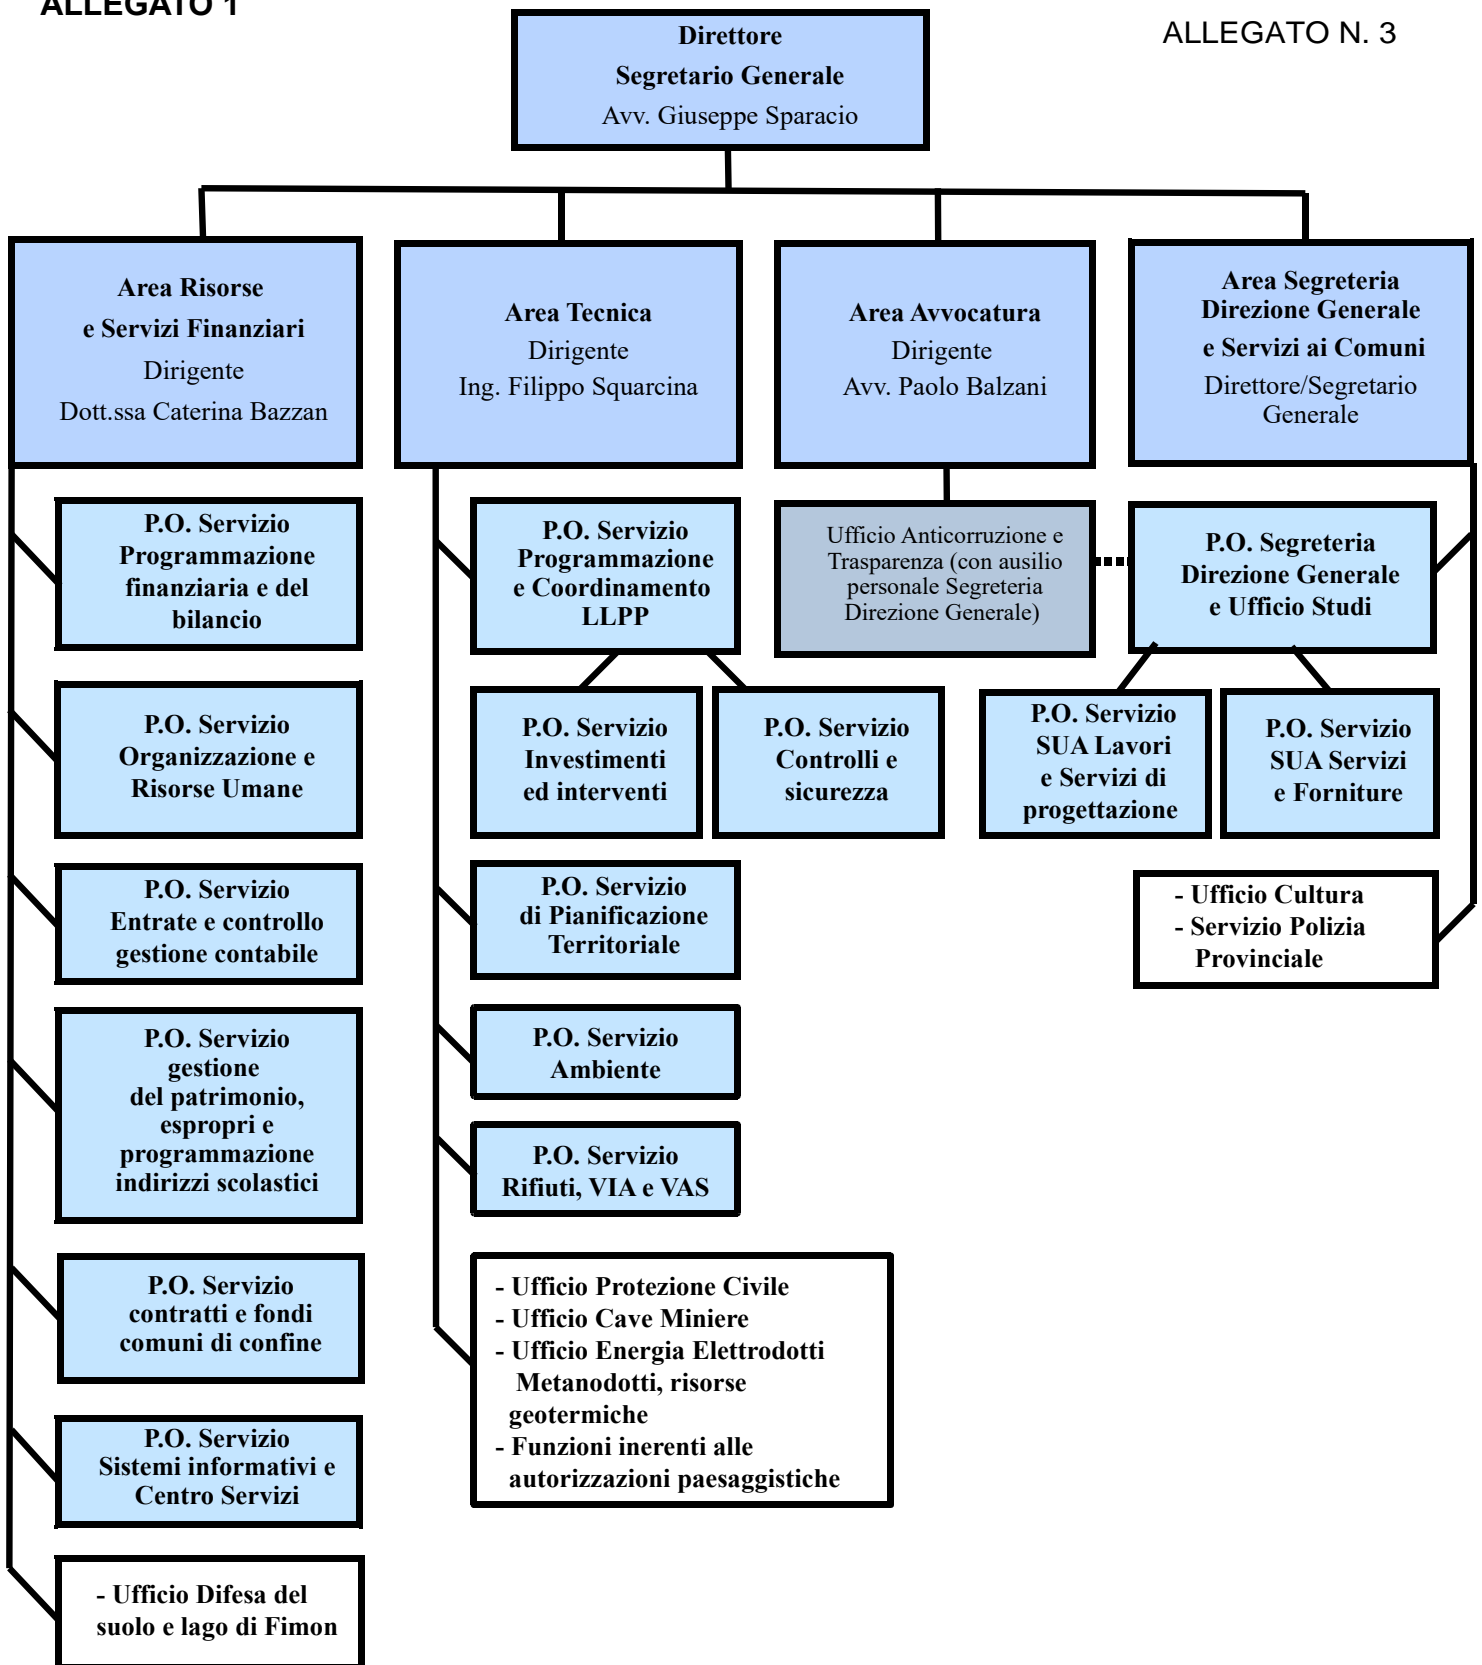 ALLEGATO 1
ALLEGATO N. 3
Direttore
Segretario Generale
Avv. Giuseppe Sparacio
Area Risorse
e Servizi Finanziari
Dirigente
Dott.ssa Caterina Bazzan
Area Tecnica
Dirigente
Ing. Filippo Squarcina
Area Avvocatura
Dirigente
Avv. Paolo Balzani
Area Segreteria
Direzione Generale
e Servizi ai Comuni
Direttore/Segretario
Generale
P.O. Servizio
Programmazione
finanziaria e del
bilancio
P.O. Servizio
Organizzazione e
Risorse Umane
P.O. Servizio
Entrate e controllo
gestione contabile
P.O. Servizio
gestione
del patrimonio,
espropri e
programmazione
indirizzi scolastici
P.O. Servizio
contratti e fondi
comuni di confine
P.O. Servizio
Sistemi informativi e
Centro Servizi
- Ufficio Difesa del
suolo e lago di Fimon
P.O. Servizio
Programmazione
e Coordinamento
LLPP
P.O. Servizio
Investimenti
ed interventi
P.O. Servizio
Controlli e
sicurezza
P.O. Servizio
di Pianificazione
Territoriale
P.O. Servizio
Ambiente
P.O. Servizio
Rifiuti, VIA e VAS
- Ufficio Protezione Civile
- Ufficio Cave Miniere
- Ufficio Energia Elettrodotti
Metanodotti, risorse
geotermiche
- Funzioni inerenti alle
autorizzazioni paesaggistiche
Ufficio Anticorruzione e
Trasparenza (con ausilio
personale Segreteria
Direzione Generale)
P.O. Segreteria
Direzione Generale
e Ufficio Studi
P.O. Servizio
SUA Lavori
e Servizi di
progettazione
P.O. Servizio
SUA Servizi
e Forniture
- Ufficio Cultura
- Servizio Polizia
Provinciale